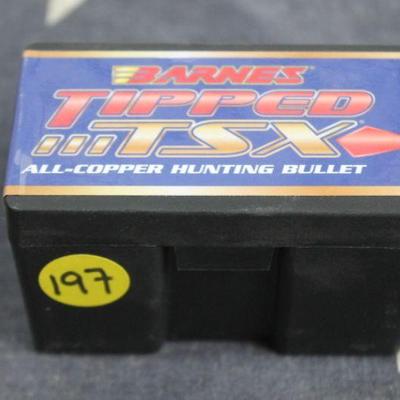 BARNES
TIPPED
TSX
ALL-COPPER HUNTING BULLET
197